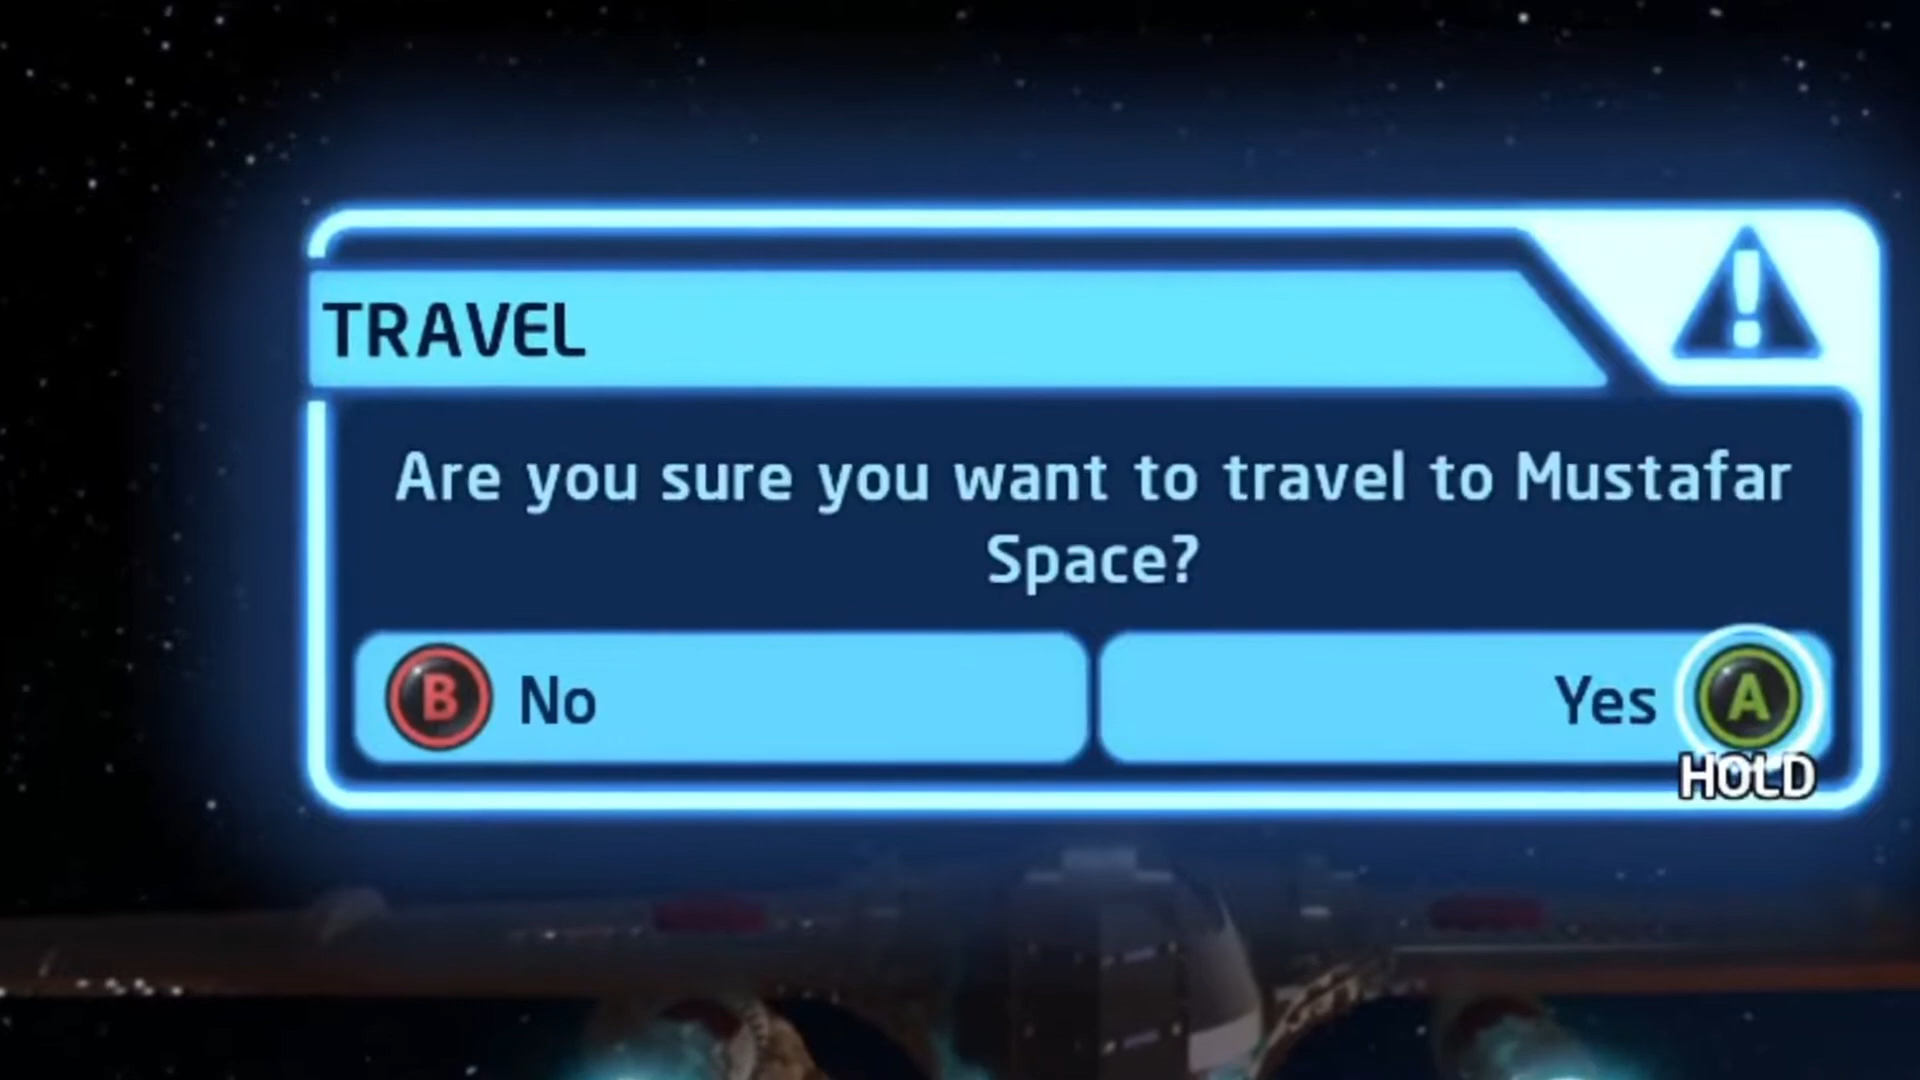 TRAVEL
Are you sure you want to travel to Mustafar
Space?
B No
Yes A
HOLD